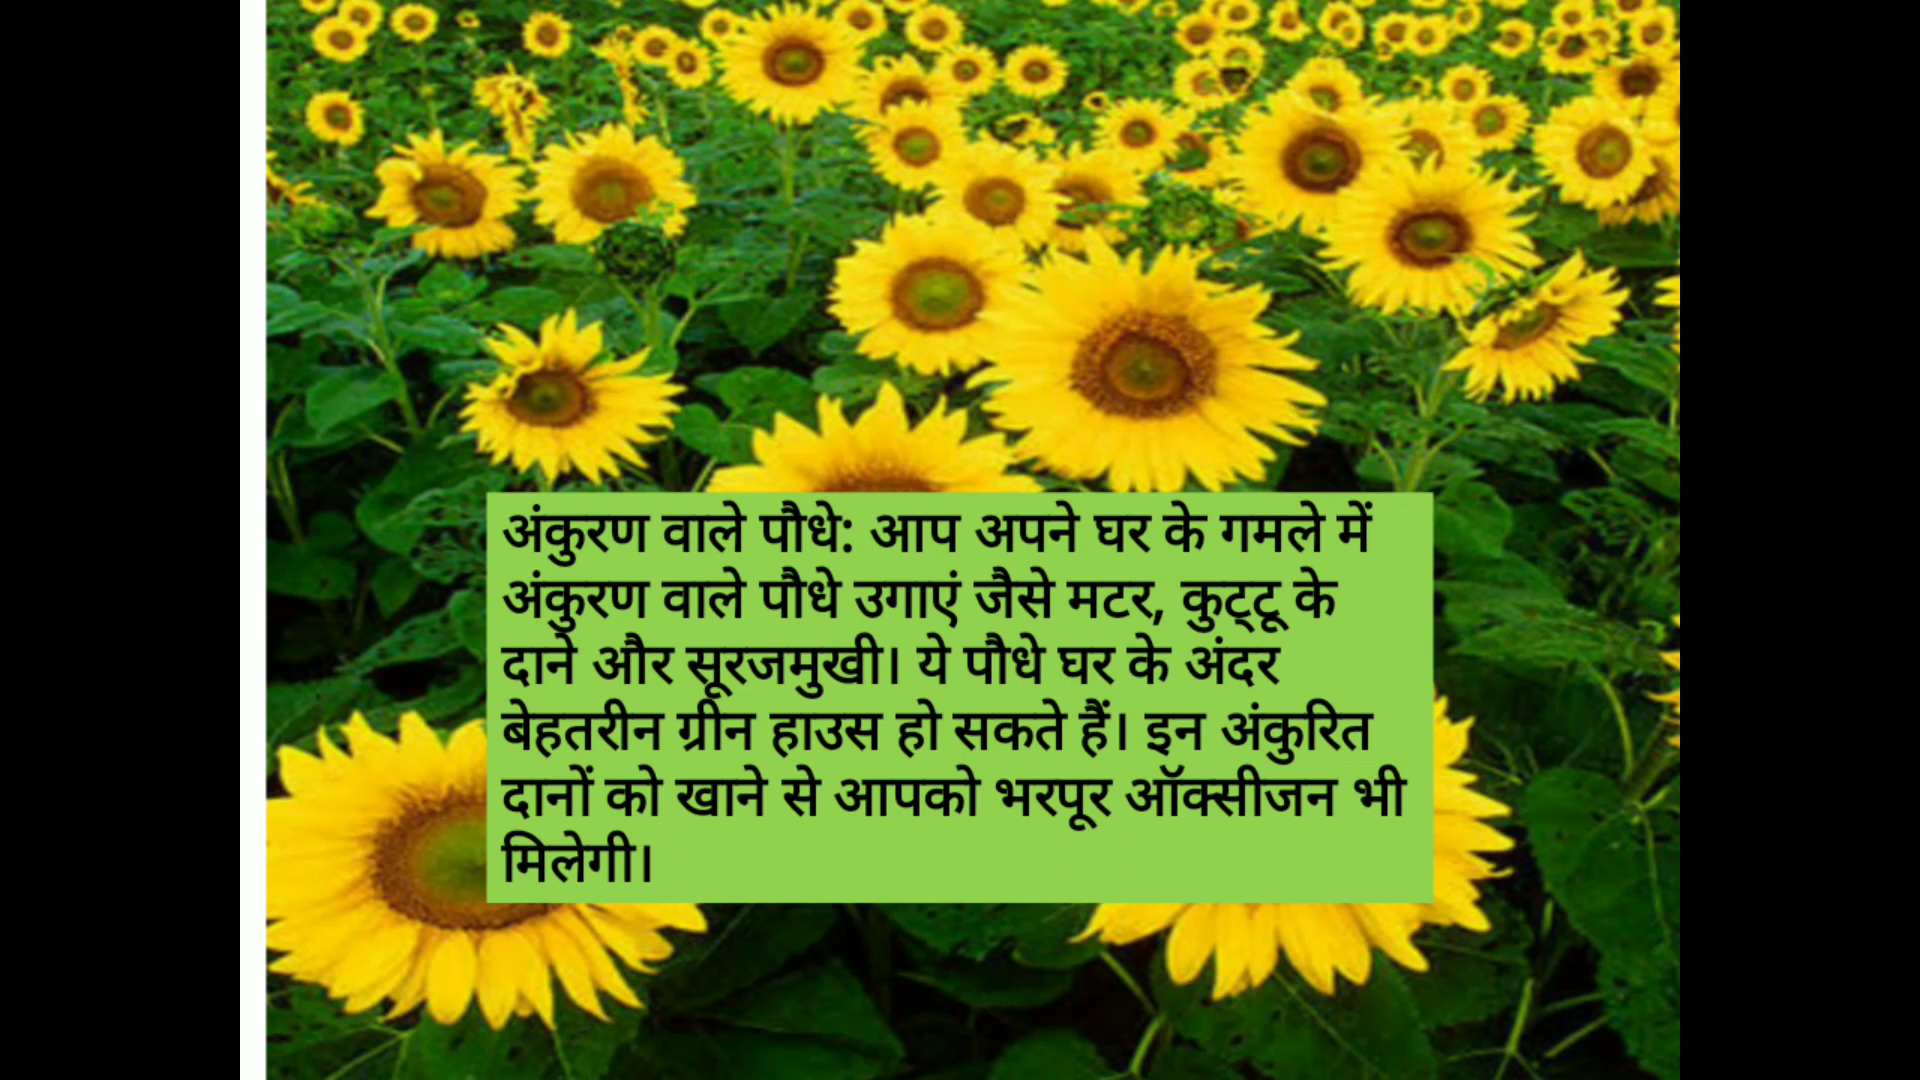 अंकुरण वाले पौधे: आप अपने घर के गमले में
अंकुरण वाले पौधे उगाएं जैसे मटर, कुट्टू के
दाने और सूरजमुखी। ये पौधे घर के अंदर
बेहतरीन ग्रीन हाउस हो सकते हैं। इन अंकुरित
दानों को खाने से आपको भरपूर ऑक्सीजन भी
मिलेगी।